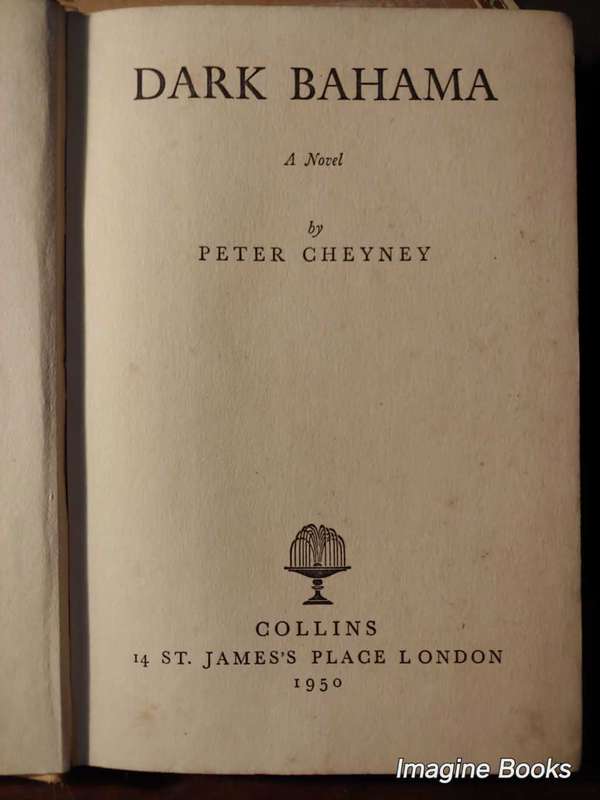 DARK BAHAMA
A Novel
by
PETER CHEYNEY
COLLINS
14 ST. JAMES'S PLACE LONDON
1950
Imagine Books